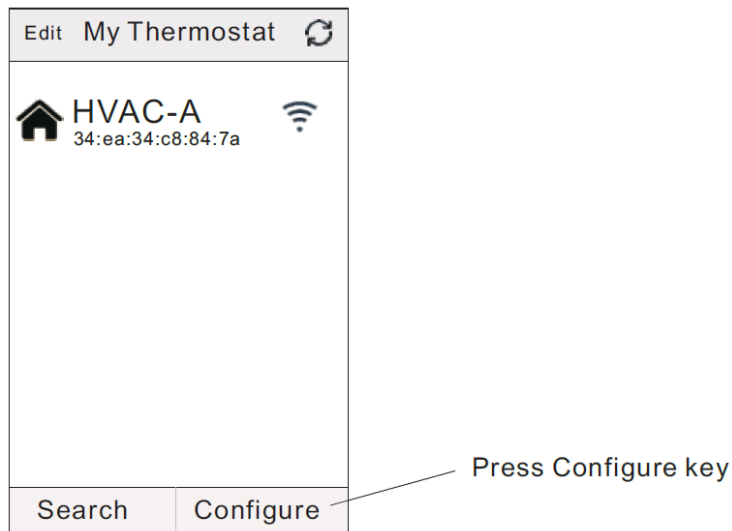 Edit My Thermostat
HVAC-A
34:ea:34:c8:84:7a
Press Configure key
Search Configure